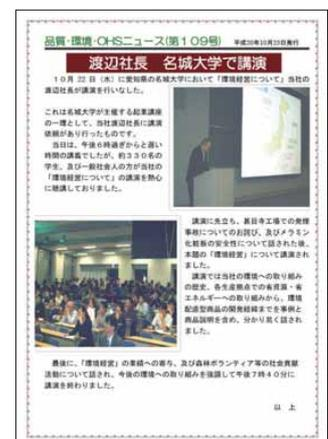 品質・環境・OHSニュース(第109号) 平成20年10月23日発行
渡辺社長 名城大学で講演
10月22日（水）に愛知県の名城大学において「環境経営について」当社の
渡辺社長が講演を行いなした。
これは名城大学が主催する起業講座
の一環として、当社渡辺社長に講演
依頼があり行ったものです。
当日は、午後6時過ぎからと遅い
時間の講義でしたが、約330名の
学生、及び一般社会人の方が当社の
「環境経営について」の講演を熱心
に聴講しておりました。
講演に先立ち、甚目寺工場での発煙
事故についてのお詫び、及びメラミン
化粧板の安全性について話された後、
本題の「環境経営」について講演され
ました。
講演では当社の環境への取り組み
の歴史、各生産拠点での省資源・省
エネルギーへの取り組みから、環境
配慮型商品の開発経緯までを事例と
商品説明を含め、分かり易く話され
ました。
最後に、「環境経営」の業績への寄与、及び森林ボランティア等の社会貢献
活動について話され、今後の環境への取り組みを強調して午後7時40分に
講演を終わりました。
以 上